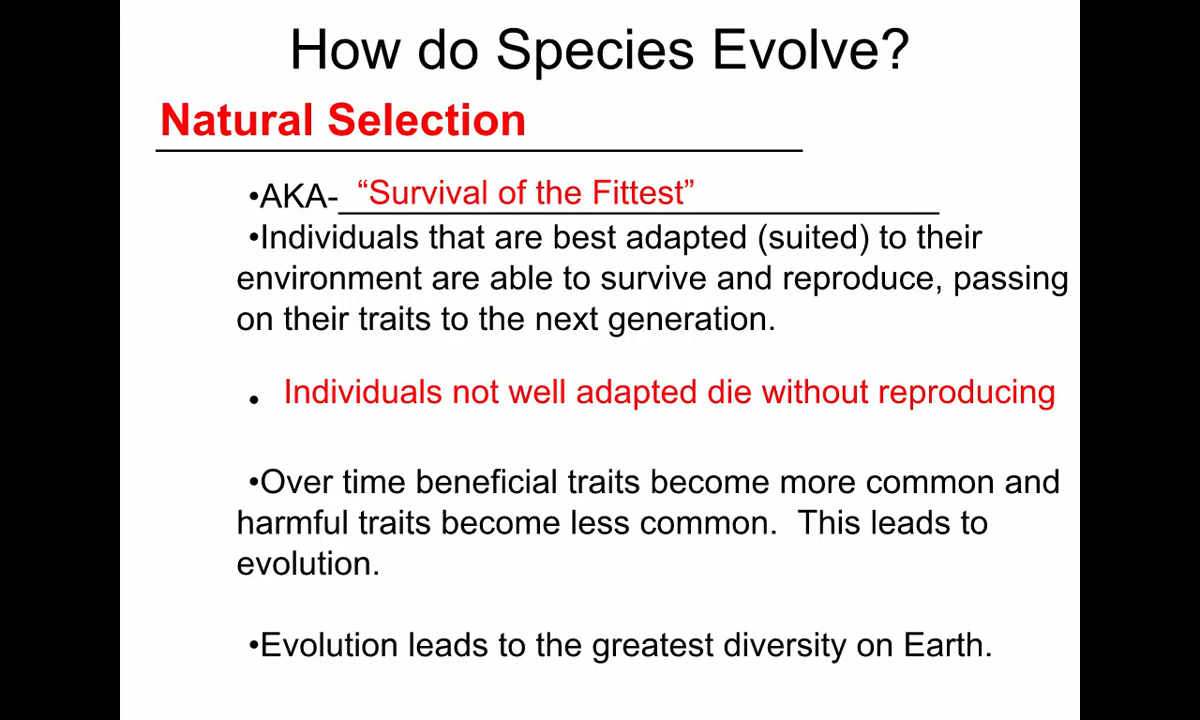 How do Species Evolve?
Natural Selection
•AKA- “Survival of the Fittest”
•Individuals that are best adapted (suited) to their
environment are able to survive and reproduce, passing
on their traits to the next generation.
• Individuals not well adapted die without reproducing
•Over time beneficial traits become more common and
harmful traits become less common.  This leads to
evolution.
•Evolution leads to the greatest diversity on Earth.